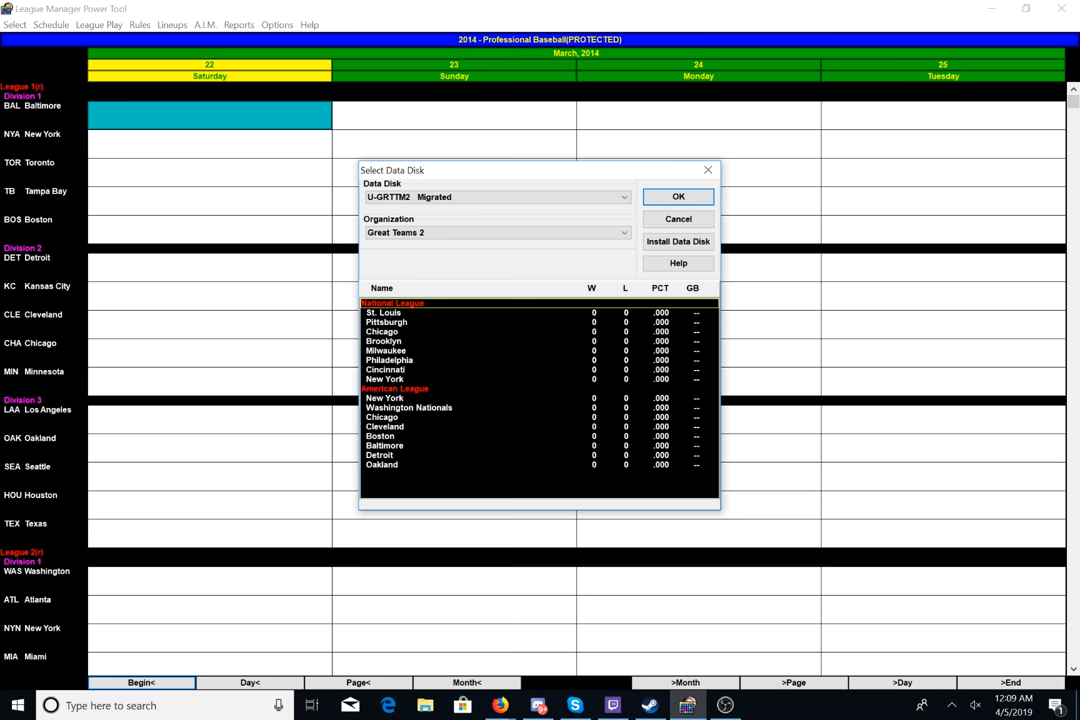 League Manager Power Tool
Select Schedule League Play Rules Lineups A.I.M. Reports Options Help
2014 - Professional Baseball(PROTECTED)
March, 2014
22 23 24 25
Saturday Sunday Monday Tuesday
League 1(r)
Division 1
BAL Baltimore
NYA New York
TOR Toronto
TB Tampa Bay
BOS Boston
Division 2
DET Detroit
KC Kansas City
CLE Cleveland
CHA Chicago
MIN Minnesota
Division 3
LAA Los Angeles
OAK Oakland
SEA Seattle
HOU Houston
TEX Texas
League 2(r)
Division 1
WAS Washington
ATL Atlanta
NYN New York
MIA Miami
Select Data Disk
Data Disk
U-GRTTM2 Migrated
OK
Organization
Cancel
Great Teams 2
Install Data Disk
Help
Name W L PCT GB
National League
St. Louis 0 0 .000 --
Pittsburgh 0 0 .000 --
Chicago 0 0 .000 --
Brooklyn 0 0 .000 --
Milwaukee 0 0 .000 --
Philadelphia 0 0 .000 --
Cincinnati 0 0 .000 --
New York 0 0 .000 --
American League
New York 0 0 .000 --
Washington Nationals 0 0 .000 --
Chicago 0 0 .000 --
Cleveland 0 0 .000 --
Boston 0 0 .000 --
Baltimore 0 0 .000 --
Detroit 0 0 .000 --
Oakland 0 0 .000 --
Begin< Day< Page< Month< >Month >Page >Day >End
Type here to search
12:09 AM
4/5/2019
1